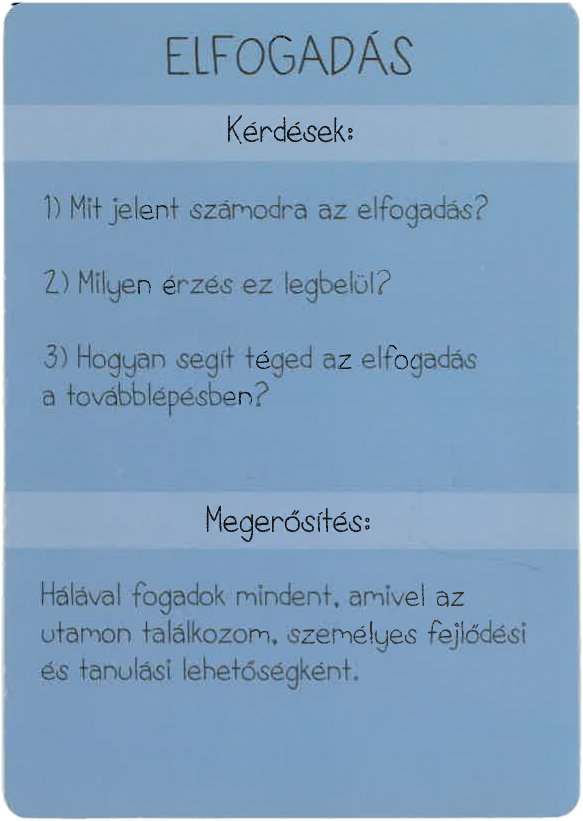 ELFOGADÁS
Kérdések:
1) Mit jelent számodra az elfogadás?
2) Milyen érzés ez legbelül?
3) Hogyan segít téged az elfogadás
a továbblépésben?
Megerősítés:
Hálával fogadok mindent, amivel az
utamon találkozom, személyes fejlődési
és tanulási lehetőségként.